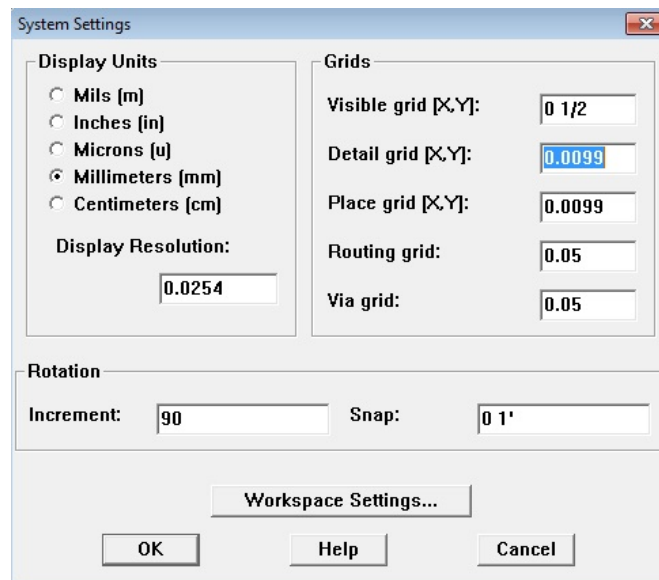 System Settings
Display Units
Mils (m)
Inches (in)
Microns (u)
Millimeters (mm)
Centimeters (cm)
Display Resolution:
0.0254
Grids
Visible grid [X,Y]:
0 1/2
Detail grid [X,Y]:
0.0099
Place grid [X,Y]:
0.0099
Routing grid:
0.05
Via grid:
0.05
Rotation
Increment:
90
Snap:
0 1'
Workspace Settings...
OK
Help
Cancel